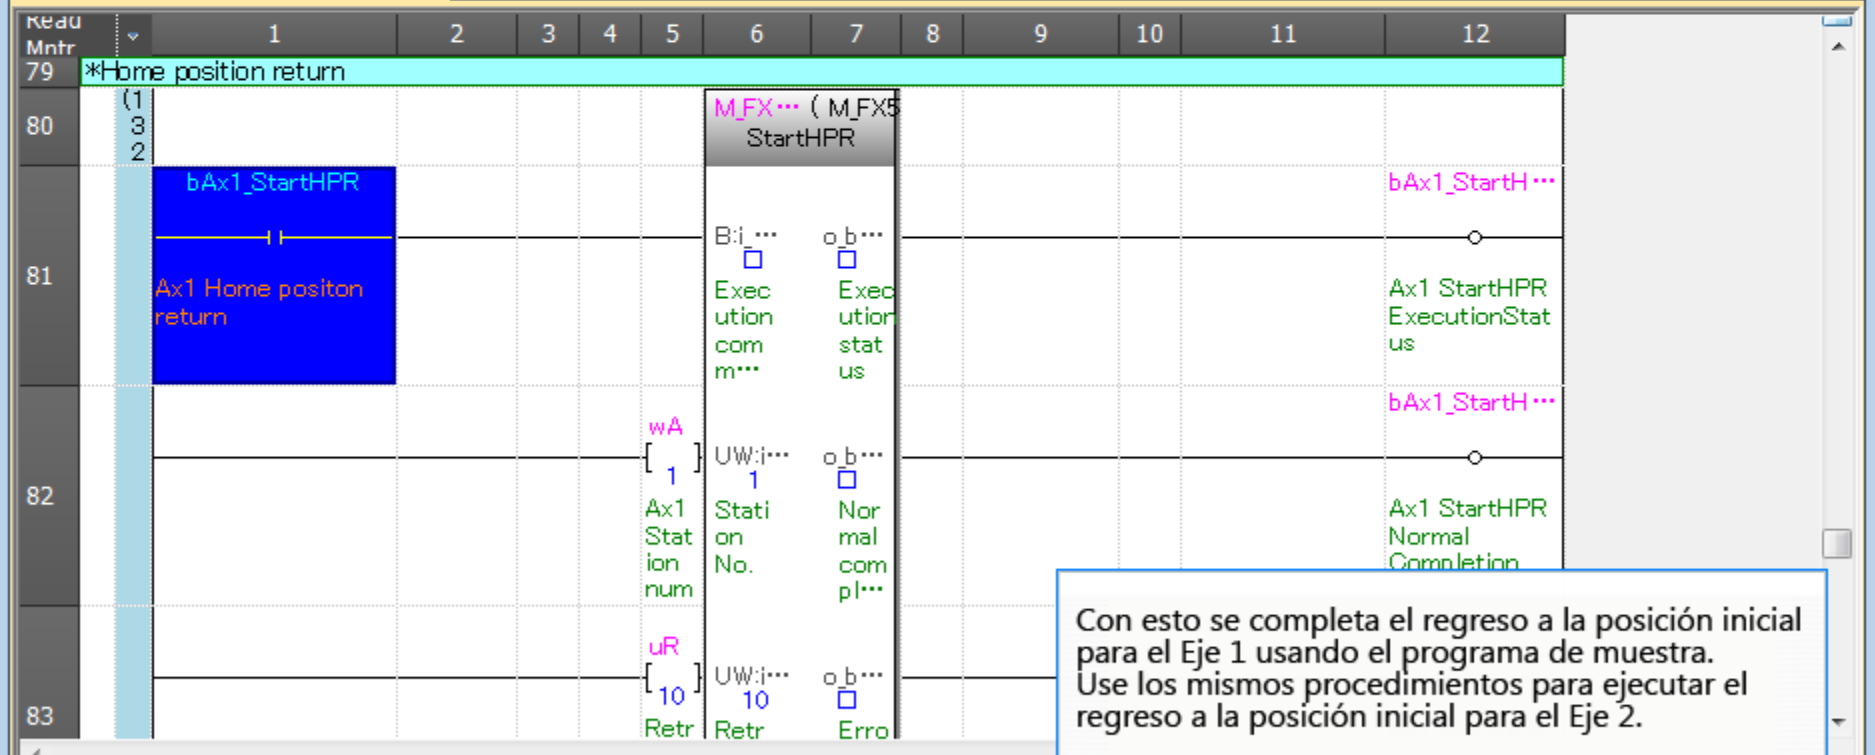 Read
Mntr
1 2 3 4 5 6 7 8 9 10 11 12
79 *Home position return
80 (1
3
2
M_FX… ( M_FX5
StartHPR
81
bAx1_StartHPR
Ax1 Home positon
return
B:i_… o_b…
Exec
ution
com
m…
Exec
ution
stat
us
bAx1_StartH…
Ax1 StartHPR
ExecutionStat
us
82
wA
[ 1 ]
Ax1
Stat
ion
num
UW:i… o_b…
1
Stati
on
No.
Nor
mal
com
pl…
bAx1_StartH…
Ax1 StartHPR
Normal
Completion
83
uR
[ 10 ]
Retr
UW:i… o_b…
10
Retr
Erro
Con esto se completa el regreso a la posición inicial
para el Eje 1 usando el programa de muestra.
Use los mismos procedimientos para ejecutar el
regreso a la posición inicial para el Eje 2.